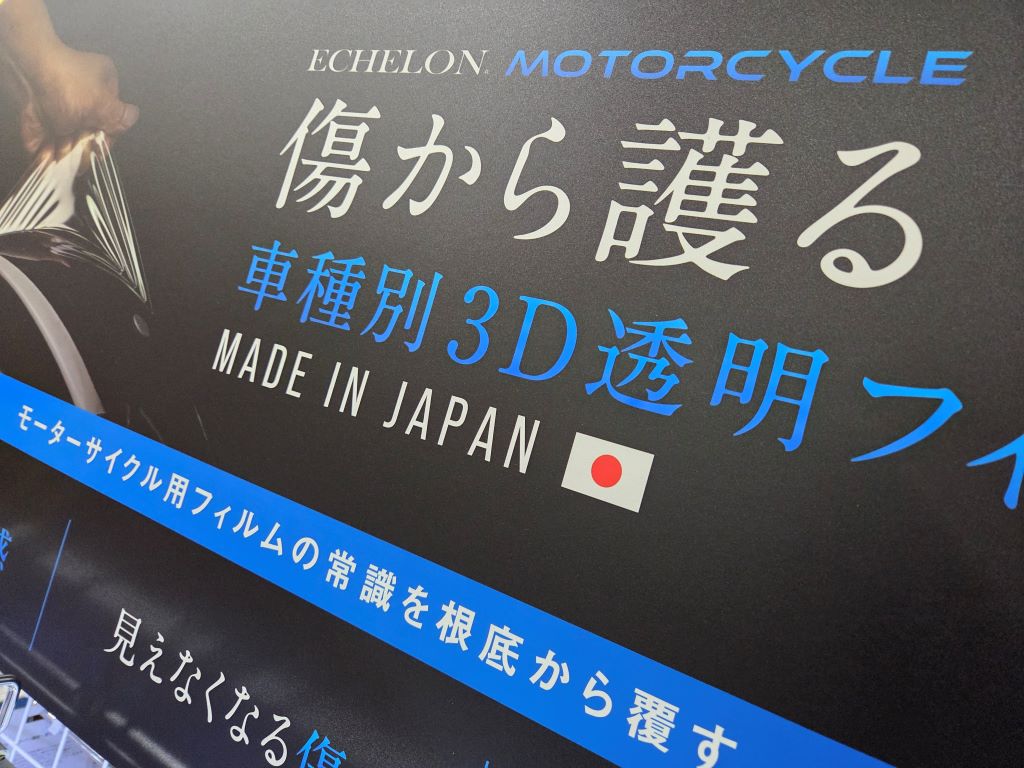 ECHELON® MOTORCYCLE
傷から護る
車種別3D透明フィ
MADE IN JAPAN
モーターサイクル用フィルムの常識を根底から覆す
見えなくなる傷